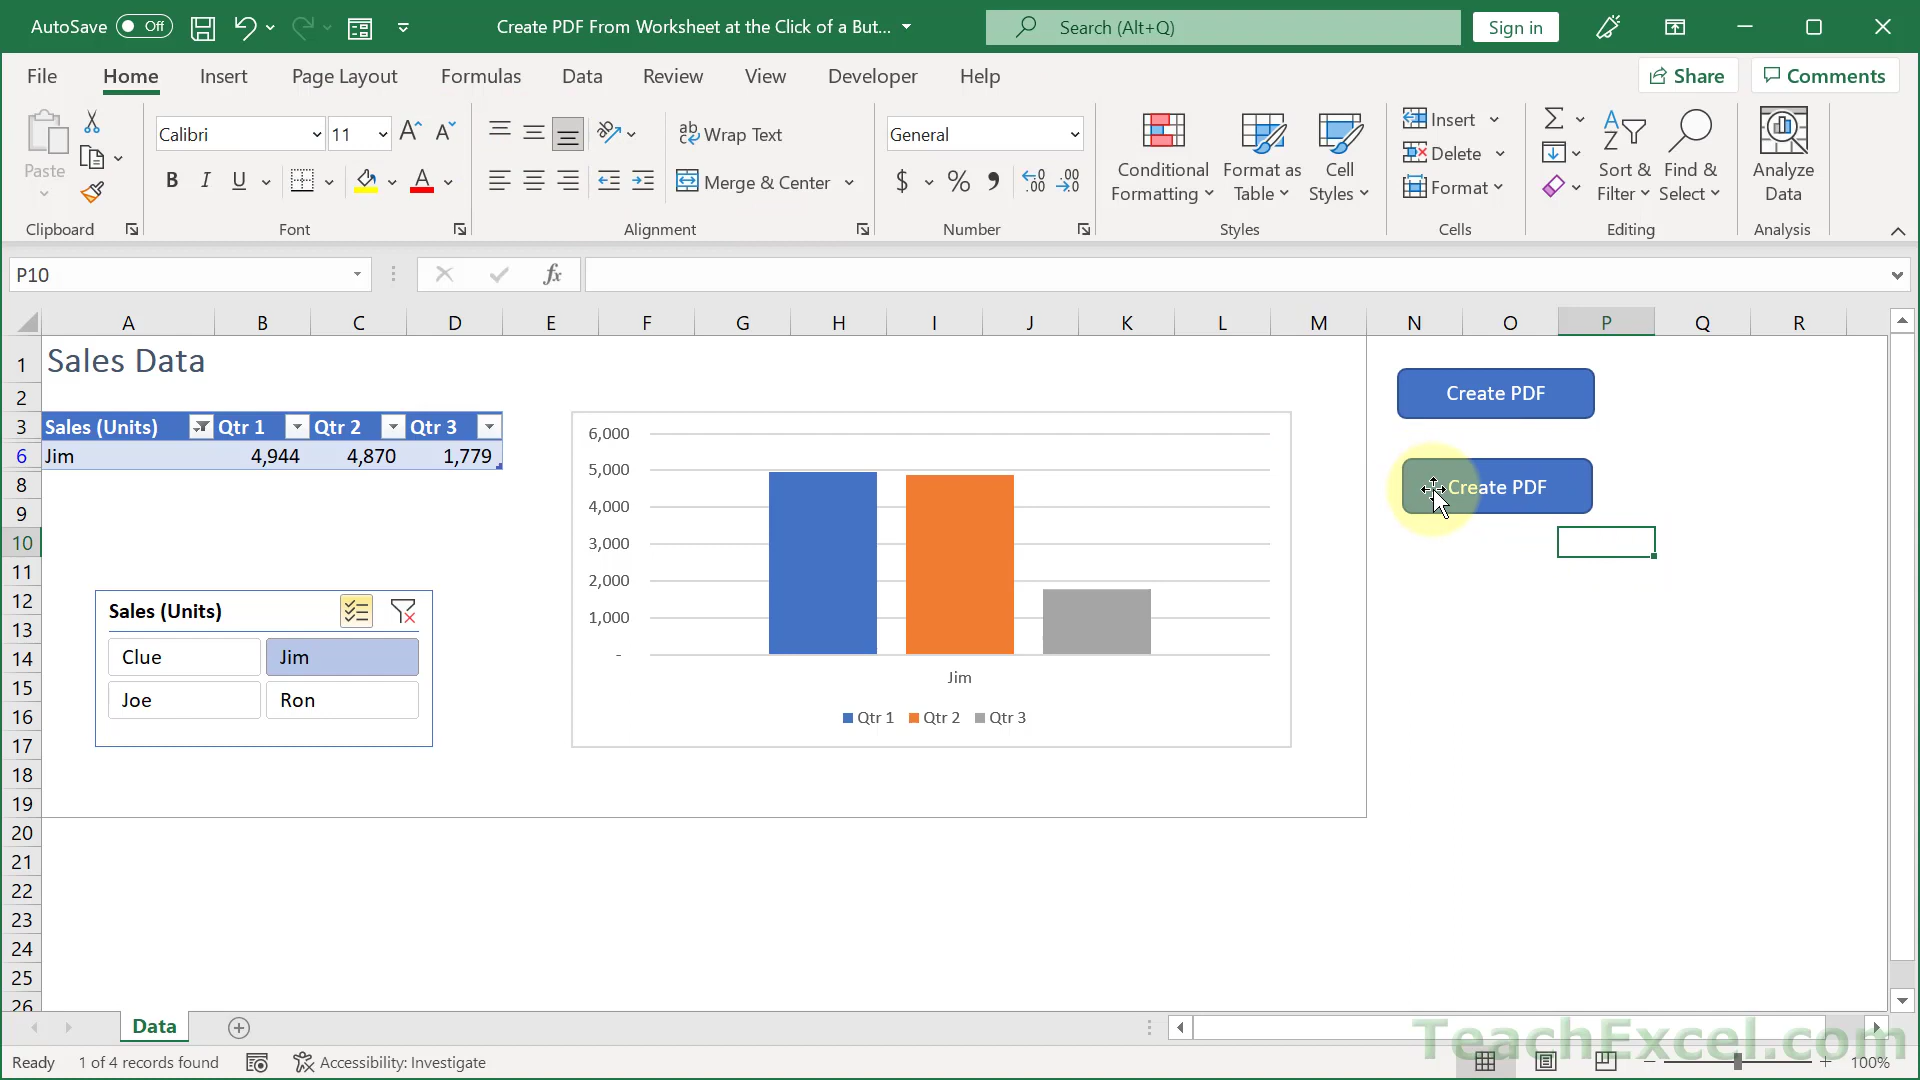 AutoSave Off
Create PDF From Worksheet at the Click of a But...
Search (Alt+Q)
Sign in
File Home Insert Page Layout Formulas Data Review View Developer Help
Share Comments
Paste
Clipboard
Calibri 11
A A
B I U A
Font
ab Wrap Text
Merge & Center
Alignment
General
$ % 9
Number
Conditional Formatting
Format as Table
Cell Styles
Styles
Insert
Delete
Format
Cells
Sort & Filter
Find & Select
Editing
Analyze Data
Analysis
P10
fx
A B C D E F G H I J K L M N O P Q R
1 Sales Data
2
3 Sales (Units) Qtr 1 Qtr 2 Qtr 3
6 Jim 4,944 4,870 1,779
8
9
10
11
12
13
14
15
16
17
18
19
20
21
22
23
24
25
26
Sales (Units)
Clue Jim
Joe Ron
6,000
5,000
4,000
3,000
2,000
1,000
-
Jim
Qtr 1 Qtr 2 Qtr 3
Create PDF
Create PDF
Data
TeachExcel.com
Ready 1 of 4 records found Accessibility: Investigate 100%